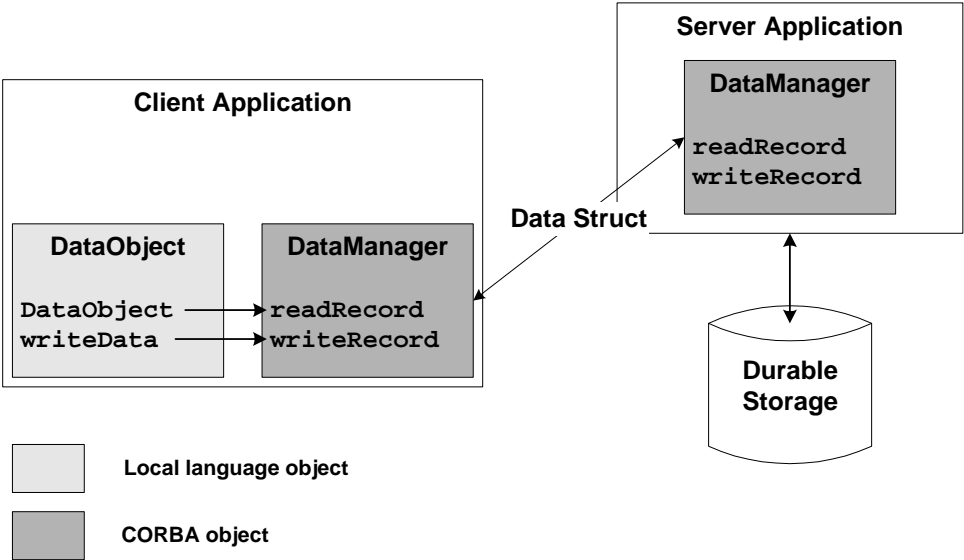 Server Application
DataManager
readRecord
writeRecord
Client Application
Data Struct
DataObject
DataObject
writeData
DataManager
readRecord
writeRecord
Durable
Storage
Local language object
CORBA object